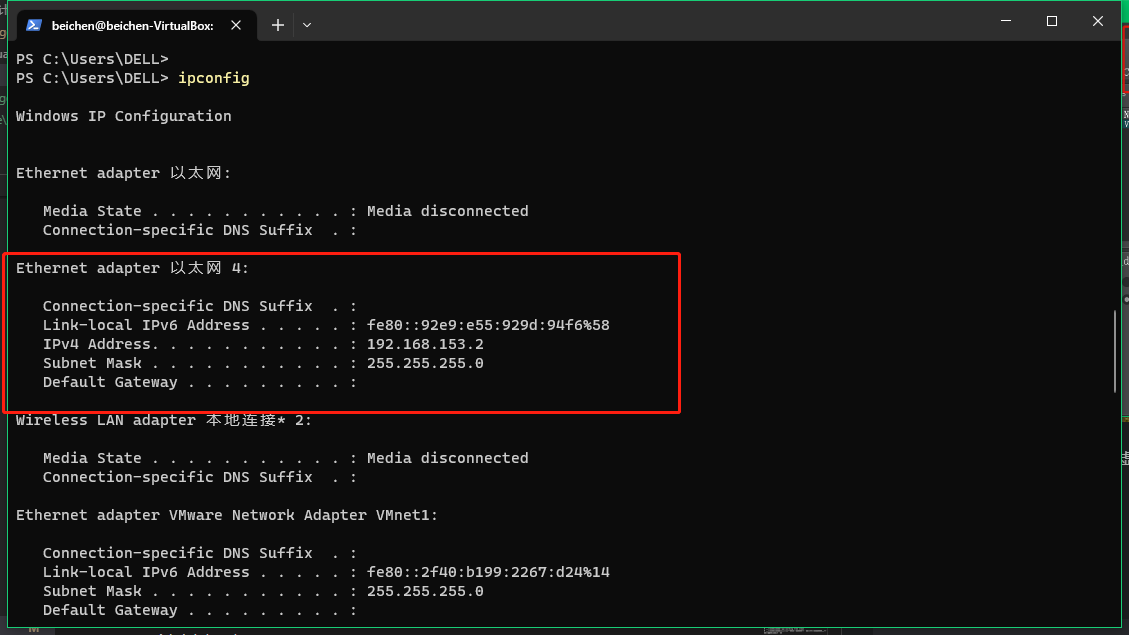 beichen@beichen-VirtualBox:
PS C:\Users\DELL>
PS C:\Users\DELL> ipconfig
Windows IP Configuration
Ethernet adapter 以太网:
Media State . . . . . . . . . . . : Media disconnected
Connection-specific DNS Suffix  . :
Ethernet adapter 以太网 4:
Connection-specific DNS Suffix  . :
Link-local IPv6 Address . . . . . : fe80::92e9:e55:929d:94f6%58
IPv4 Address. . . . . . . . . . . : 192.168.153.2
Subnet Mask . . . . . . . . . . . : 255.255.255.0
Default Gateway . . . . . . . . . :
Wireless LAN adapter 本地连接* 2:
Media State . . . . . . . . . . . : Media disconnected
Connection-specific DNS Suffix  . :
Ethernet adapter VMware Network Adapter VMnet1:
Connection-specific DNS Suffix  . :
Link-local IPv6 Address . . . . . : fe80::2f40:b199:2267:d24%14
Subnet Mask . . . . . . . . . . . : 255.255.255.0
Default Gateway . . . . . . . . . :